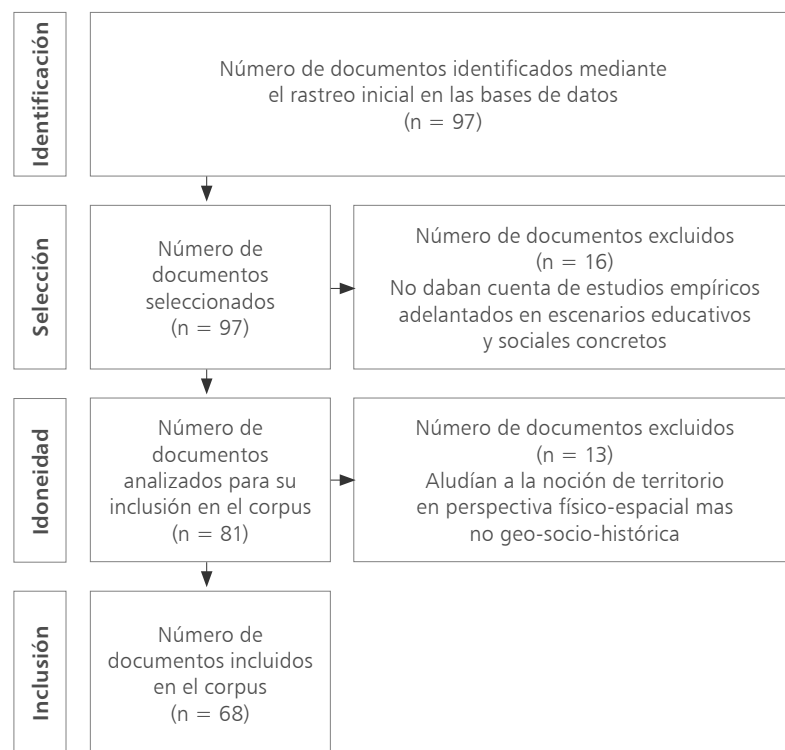 Identificación
Número de documentos identificados mediante
el rastreo inicial en las bases de datos
(n = 97)
Selección
Número de
documentos
seleccionados
(n = 97)
Número de documentos excluidos
(n = 16)
No daban cuenta de estudios empíricos
adelantados en escenarios educativos
y sociales concretos
Idoneidad
Número de
documentos
analizados para su
inclusión en el corpus
(n = 81)
Número de documentos excluidos
(n = 13)
Aludían a la noción de territorio
en perspectiva físico-espacial mas
no geo-socio-histórica
Inclusión
Número de
documentos incluidos
en el corpus
(n = 68)